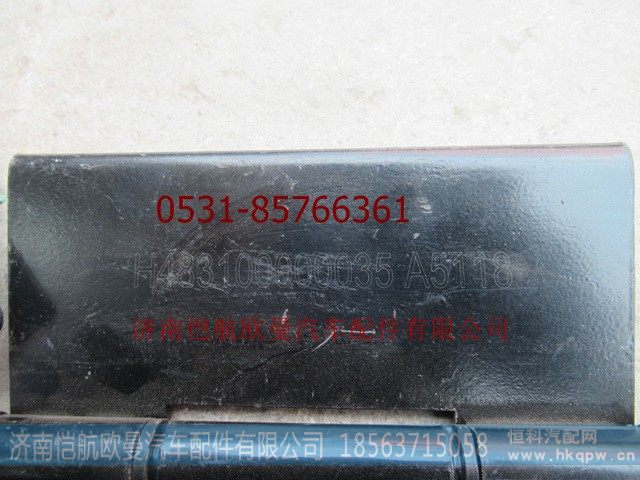 0531-85766361
H4831000000035 A5118
济南恺航欧曼汽车配件有限公司
济南恺航欧曼汽车配件有限公司 18563715058
恒科汽配网
www.hkqpw.cn